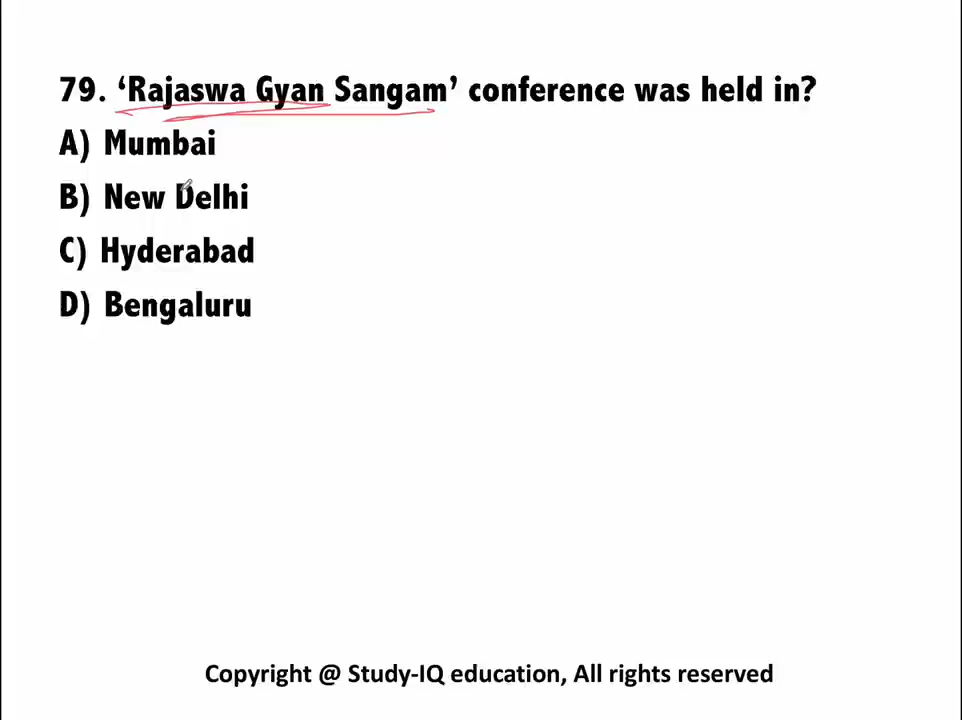 79. ‘Rajaswa Gyan Sangam’ conference was held in?
A) Mumbai
B) New Delhi
C) Hyderabad
D) Bengaluru
Copyright @ Study-IQ education, All rights reserved